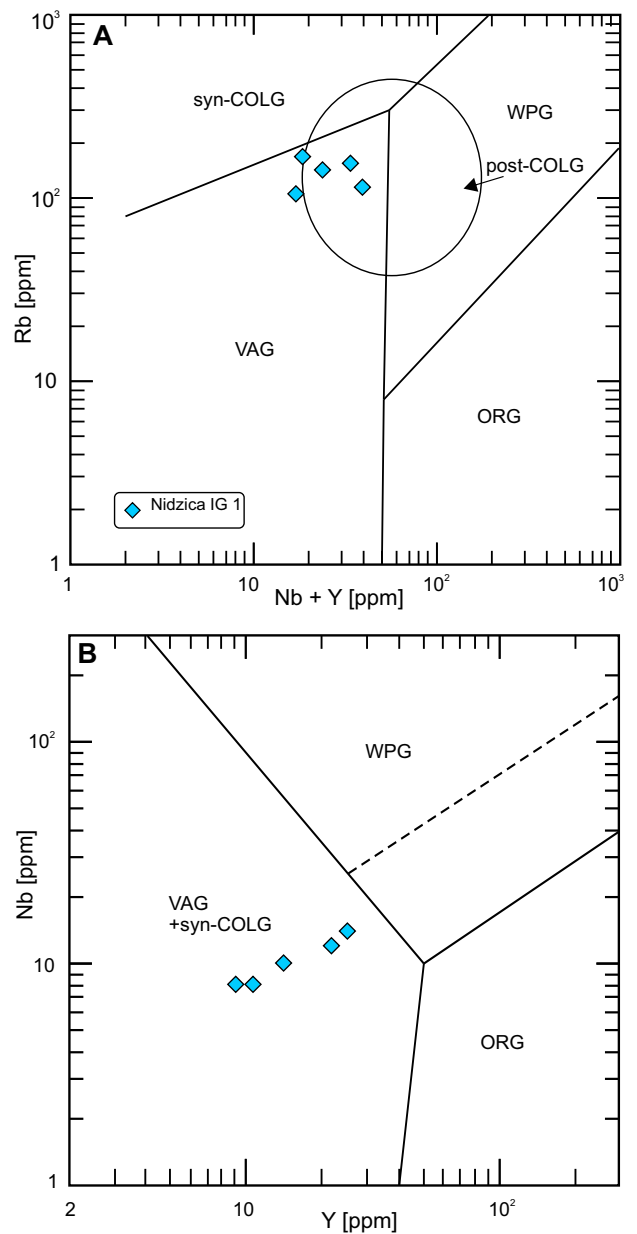 A
10³
syn-COLG
WPG
post-COLG
10²
Rb [ppm]
VAG
10
ORG
Nidzica IG 1
1
1 10 10² 10³
Nb + Y [ppm]
B
10²
WPG
Nb [ppm]
VAG
+syn-COLG
10
ORG
1
2 10 10²
Y [ppm]